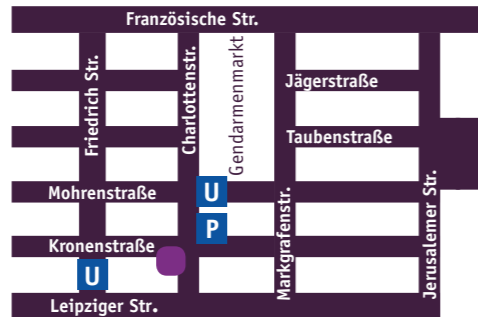 Französische Str.
Friedrich Str.
Charlottenstr.
Gendarmenmarkt
Jägerstraße
Taubenstraße
Mohrenstraße
U
P
Kronenstraße
U
Markgrafenstr.
Jerusalemer Str.
Leipziger Str.